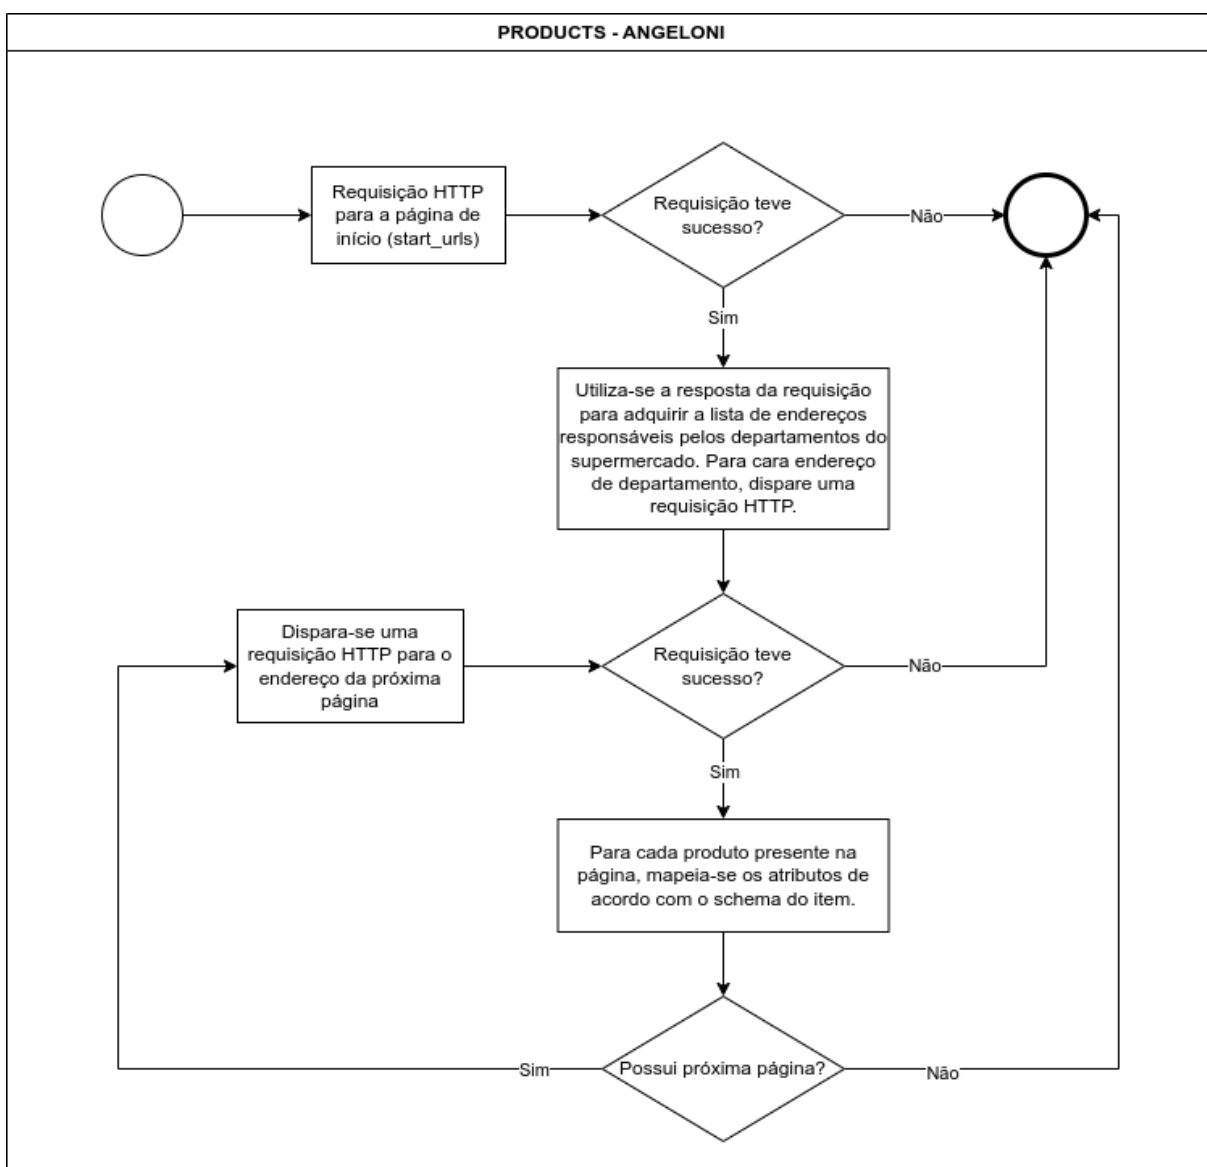 PRODUCTS - ANGELONI
Requisição HTTP
para a página de
início (start_urls)
Requisição teve
sucesso?
Não
Sim
Utiliza-se a resposta da requisição
para adquirir a lista de endereços
responsáveis pelos departamentos do
supermercado. Para cara endereço
de departamento, dispare uma
requisição HTTP.
Dispara-se uma
requisição HTTP para o
endereço da próxima
página
Requisição teve
sucesso?
Não
Sim
Para cada produto presente na
página, mapeia-se os atributos de
acordo com o schema do item.
Sim
Possui próxima página?
Não